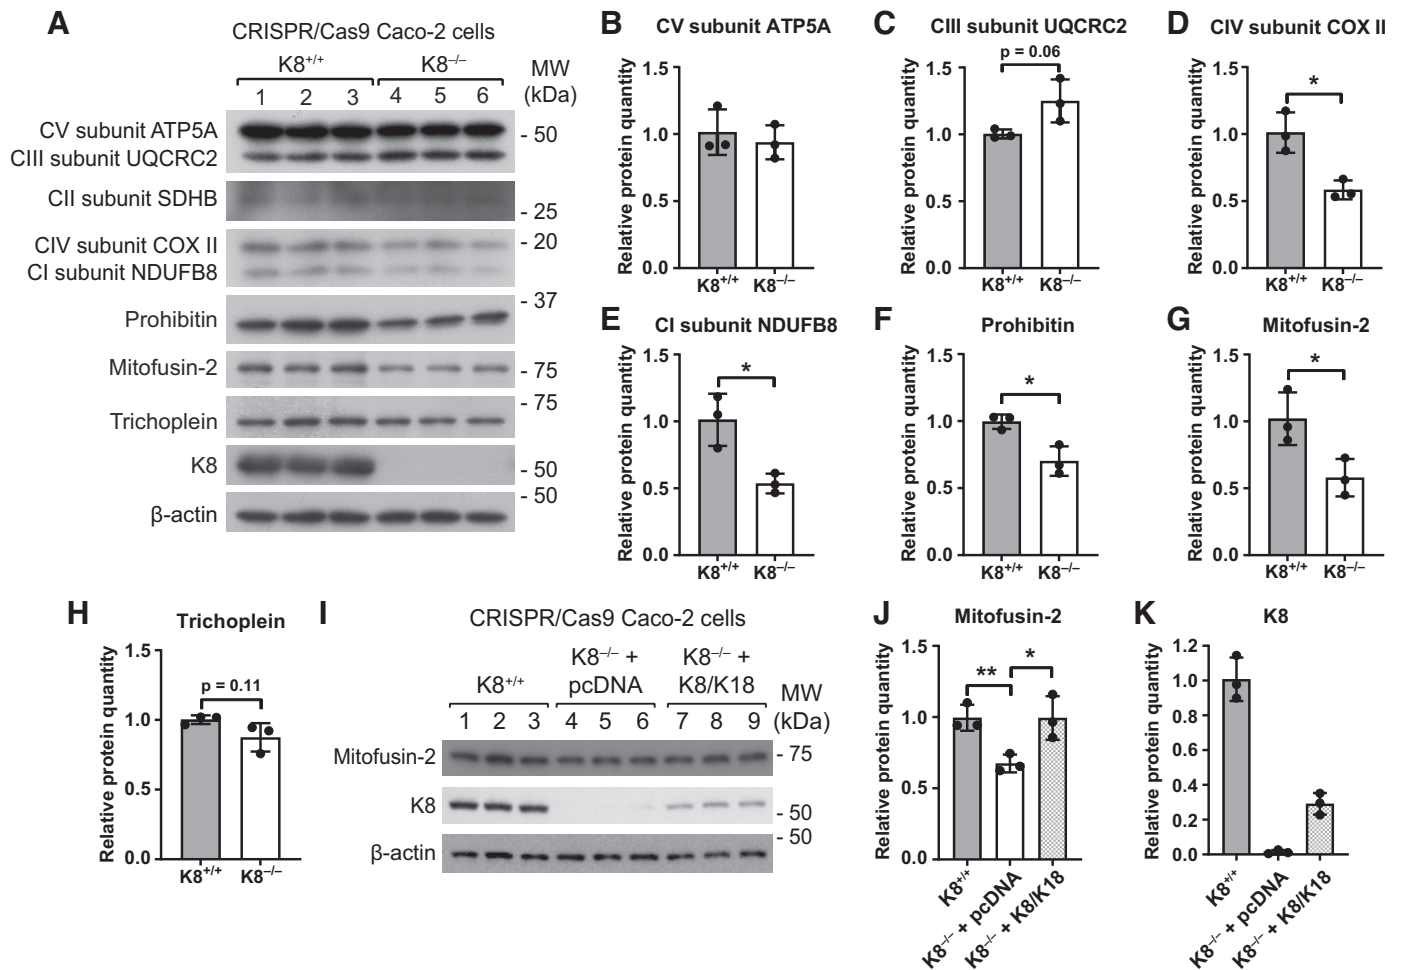 A
CRISPR/Cas9 Caco-2 cells
K8+/+ K8–/– MW
1 2 3 4 5 6 (kDa)
CV subunit ATP5A - 50
CIII subunit UQCRC2
CII subunit SDHB - 25
CIV subunit COX II - 20
CI subunit NDUFB8
Prohibitin - 37
Mitofusin-2 - 75
Trichoplein - 75
K8 - 50
β-actin - 50
B
CV subunit ATP5A
Relative protein quantity
1.5
1.0
0.5
0.0
K8+/+ K8–/–
C
CIII subunit UQCRC2
p = 0.06
Relative protein quantity
1.5
1.0
0.5
0.0
K8+/+ K8–/–
D
CIV subunit COX II
*
Relative protein quantity
1.5
1.0
0.5
0.0
K8+/+ K8–/–
E
CI subunit NDUFB8
*
Relative protein quantity
1.5
1.0
0.5
0.0
K8+/+ K8–/–
F
Prohibitin
*
Relative protein quantity
1.5
1.0
0.5
0.0
K8+/+ K8–/–
G
Mitofusin-2
*
Relative protein quantity
1.5
1.0
0.5
0.0
K8+/+ K8–/–
H
Trichoplein
p = 0.11
Relative protein quantity
1.5
1.0
0.5
0.0
K8+/+ K8–/–
I
CRISPR/Cas9 Caco-2 cells
K8–/– + K8–/– +
K8+/+ pcDNA K8/K18 MW
1 2 3 4 5 6 7 8 9 (kDa)
Mitofusin-2 - 75
K8 - 50
β-actin - 50
J
Mitofusin-2
** *
Relative protein quantity
1.5
1.0
0.5
0.0
K8+/+
K8–/– + pcDNA
K8–/– + K8/K18
K
K8
Relative protein quantity
1.2
1.0
0.8
0.6
0.4
0.2
0.0
K8+/+
K8–/– + pcDNA
K8–/– + K8/K18